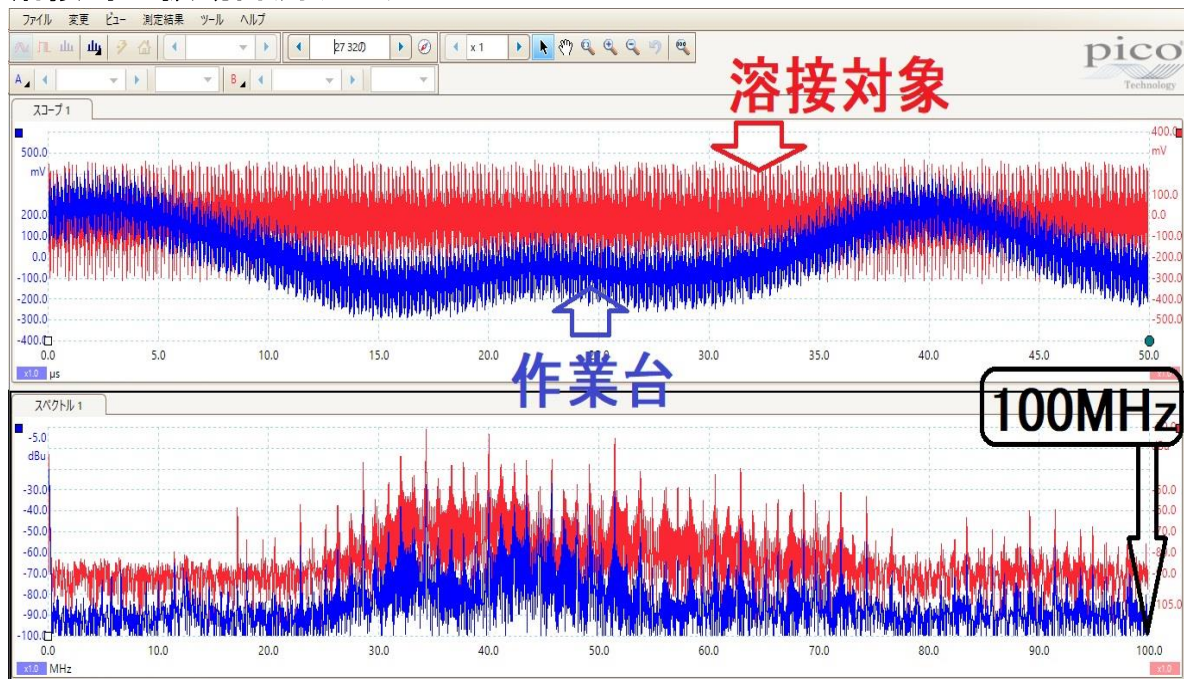 ファイル 変更 ビュー 測定結果 ツール ヘルプ
27 320
x 1
pico
Technology
A
B
スコープ 1
溶接対象
500.0
mV
200.0
100.0
0.0
-100.0
-200.0
-300.0
-400.0
400.0
mV
100.0
0.0
-100.0
-200.0
-300.0
-400.0
-500.0
作業台
0.0 5.0 10.0 15.0 20.0 30.0 35.0 40.0 45.0 50.0
x1.0 µs
x1.0
スペクトル 1
100MHz
-5.0
dBu
-30.0
-40.0
-50.0
-60.0
-70.0
-80.0
-90.0
-100.0
0.0 10.0 20.0 30.0 40.0 50.0 60.0 70.0 80.0 90.0 100.0
x1.0 MHz
x1.0